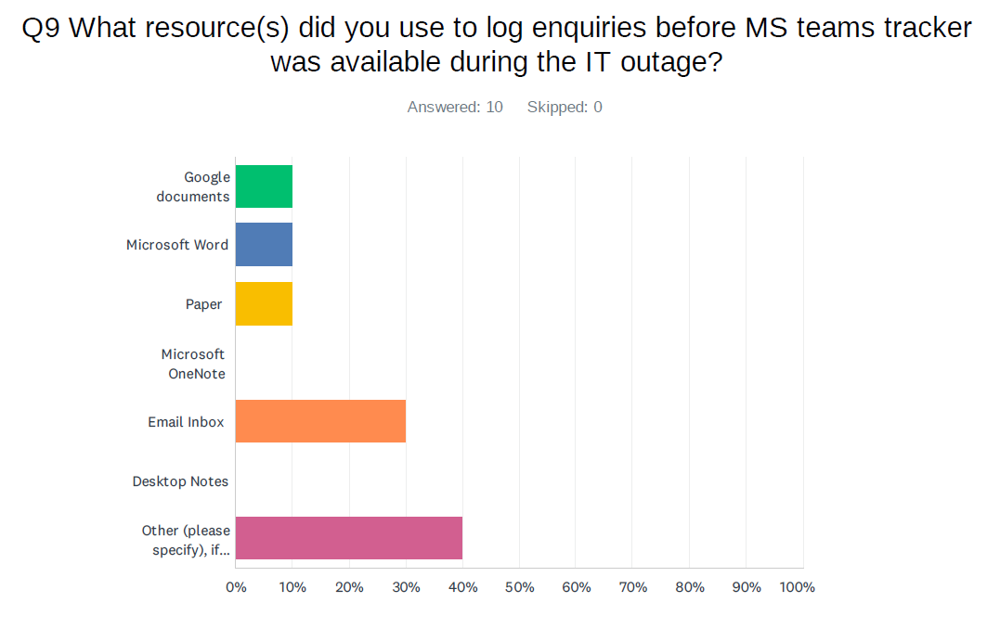 Q9 What resource(s) did you use to log enquiries before MS teams tracker
was available during the IT outage?
Answered: 10 Skipped: 0
Google
documents
Microsoft Word
Paper
Microsoft
OneNote
Email Inbox
Desktop Notes
Other (please
specify), if...
0% 10% 20% 30% 40% 50% 60% 70% 80% 90% 100%